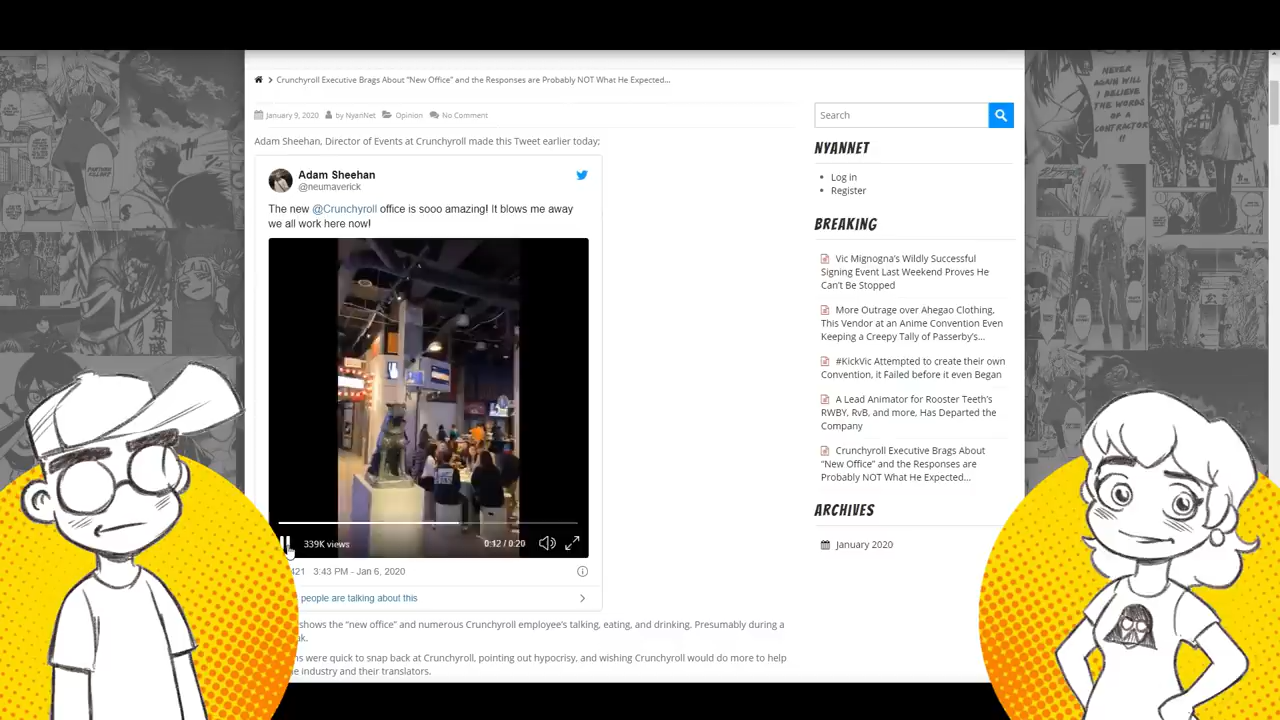 Crunchyroll Executive Brags About "New Office" and the Responses are Probably NOT What He Expected...
January 9, 2020 by NyanNet Opinion No Comment
Adam Sheehan, Director of Events at Crunchyroll made this Tweet earlier today;
Adam Sheehan
@neumaverick
The new @Crunchyroll office is sooo amazing! It blows me away
we all work here now!
339K views 0:12 / 0:20
421 3:43 PM - Jan 6, 2020
people are talking about this
shows the "new office" and numerous Crunchyroll employee's talking, eating, and drinking. Presumably during a
were quick to snap back at Crunchyroll, pointing out hypocrisy, and wishing Crunchyroll would do more to help
industry and their translators.
Search
NYANNET
Log in
Register
BREAKING
Vic Mignogna's Wildly Successful
Signing Event Last Weekend Proves He
Can't Be Stopped
More Outrage over Ahegao Clothing,
This Vendor at an Anime Convention Even
Keeping a Creepy Tally of Passerby's...
#KickVic Attempted to create their own
Convention, it Failed before it even Began
A Lead Animator for Rooster Teeth's
RWBY, RvB, and more, Has Departed the
Company
Crunchyroll Executive Brags About
"New Office" and the Responses are
Probably NOT What He Expected...
ARCHIVES
January 2020
NEVER
AGAIN WILL
I BELIEVE
THE WORDS
OF A
CONTRACTOR
!!